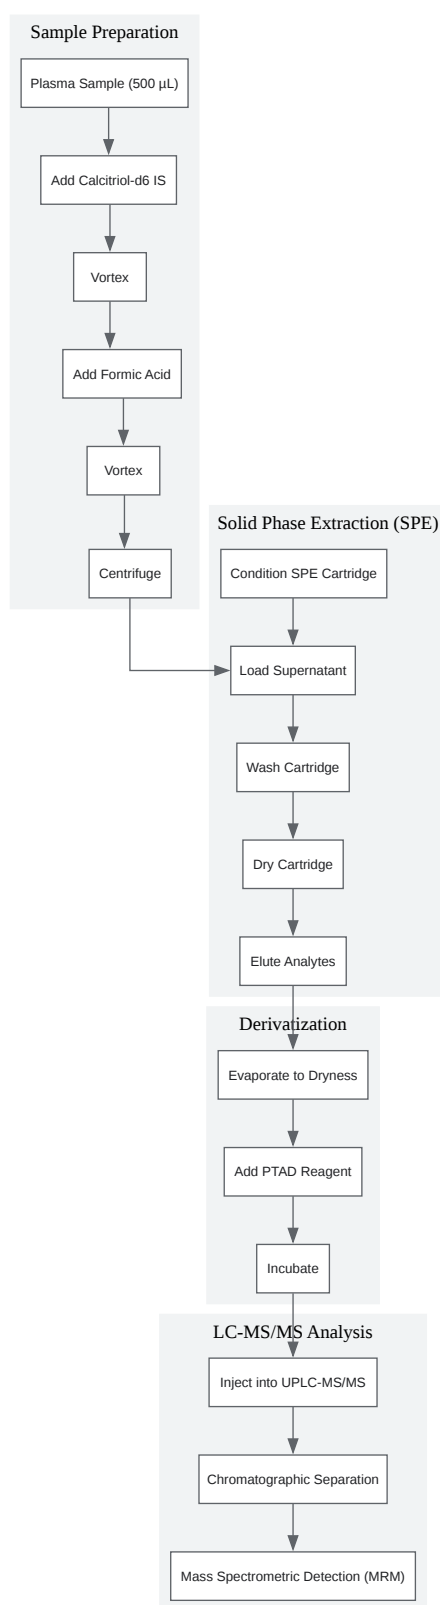 Sample Preparation
Plasma Sample (500 µL)
Add Calcitriol-d6 IS
Vortex
Add Formic Acid
Vortex
Centrifuge
Solid Phase Extraction (SPE)
Condition SPE Cartridge
Load Supernatant
Wash Cartridge
Dry Cartridge
Elute Analytes
Derivatization
Evaporate to Dryness
Add PTAD Reagent
Incubate
LC-MS/MS Analysis
Inject into UPLC-MS/MS
Chromatographic Separation
Mass Spectrometric Detection (MRM)